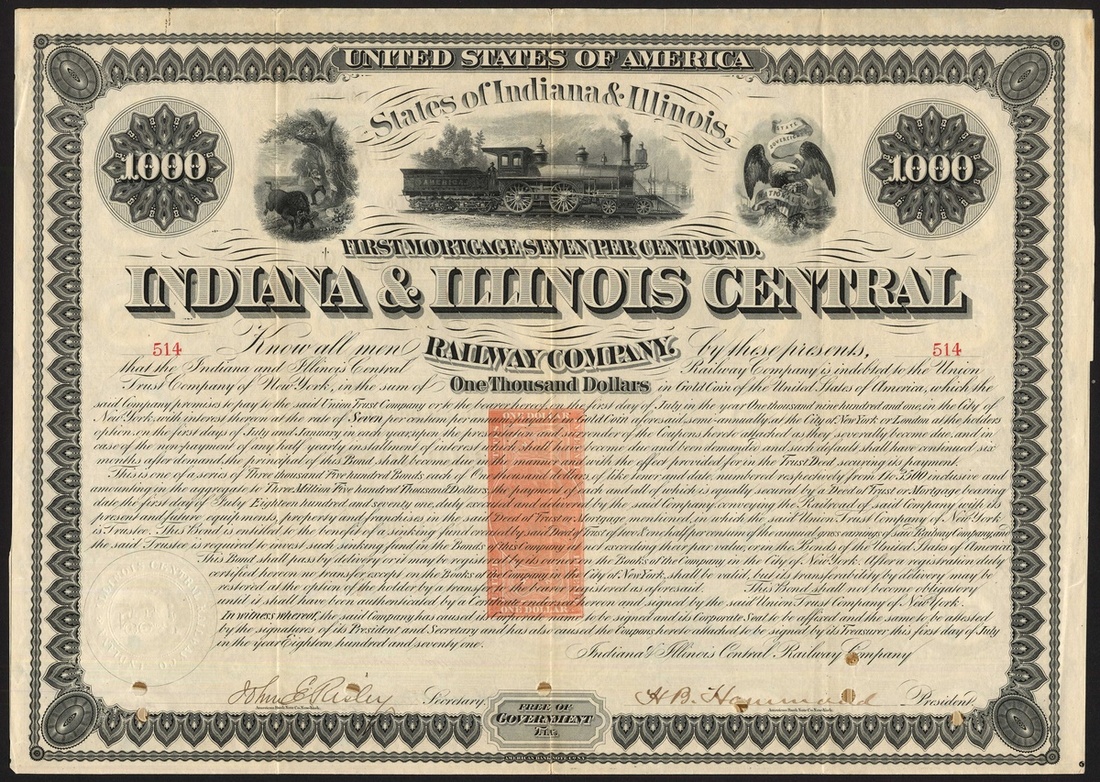 UNITED STATES OF AMERICA
States of Indiana & Illinois.
1000
AMERICAN
STATE SOVEREIGNTY
1000
FIRST MORTGAGE SEVEN PER CENT BOND.
INDIANA & ILLINOIS CENTRAL
514
Know all men
RAILWAY COMPANY.
by these presents,
514
that the Indiana and Illinois Central Railway Company is indebted to the Union
Trust Company of New York, in the sum of One Thousand Dollars in Gold Coin of the United States of America, which the
said Company promises to pay to the said Union Trust Company or to the bearer hereof on the first day of July in the year One thousand nine hundred and one, in the City of
New York with interest thereon at the rate of Seven per centum per annum in Gold Coin aforesaid, semi-annually, at the City of New York or London at the holders
option, on the first days of July and January, in each year, upon the presentation and surrender of the Coupons hereto attached as they severally become due, and in
case of the non payment of any half yearly instalment of interest which shall have become due and been demanded and such default shall have continued six
months after demand, the principal of this Bond shall become due in the manner and with the effect provided for in the Trust Deed securing its payment.
This is one of a series of Three thousand Five hundred Bonds, each of One thousand dollars, of like tenor and date, numbered respectively from 1 to 3500 inclusive and
amounting in the aggregate to Three Million Five hundred Thousand Dollars the payment of each and all of which is equally secured by a Deed of Trust or Mortgage bearing
date the first day of July Eighteen hundred and seventy one, duly executed and delivered by the said Company, conveying the Railroad of said Company with its
present and future equipments, property and franchises in the said Deed of Trust or Mortgage mentioned, in which the said Union Trust Company of New York
is Trustee. This Bond is entitled to the benefit of a sinking fund created by said Deed of Trust of two & one half per centum of the annual gross earnings of said Railway Company, and
the said Trustee is required to invest such sinking fund in the Bonds of this Company at not exceeding their par value, or in the Bonds of the United States of America.
This Bond shall pass by delivery or may be registered by its owner on the Books of the Company in the City of New York. After a registration duly
certified hereon no transfer except on the Books of the Company in the City of New York, shall be valid, but its transferability by delivery, may be
restored at the option of the holder by a transfer to the bearer registered as aforesaid. This Bond shall not become obligatory
until it shall have been authenticated by a Certificate endorsed hereon and signed by the said Union Trust Company of New York.
In witness whereof, the said Company has caused these presents to be signed and its Corporate Seal to be affixed and the same to be attested
by the signatures of its President and Secretary and has also caused the Coupons hereto attached to be signed by its Treasurer this first day of July
in the year Eighteen hundred and seventy one. Indiana & Illinois Central Railway Company
ONE DOLLAR
ONE DOLLAR
ILLINOIS CENTRAL
John E. Risley Secretary.
H.B. Hammond President.
American Bank Note Co. New York.
American Bank Note Co. New York.
FREE OF
GOVERNMENT
TAX.
AMERICAN BANK NOTE CO. N.Y.